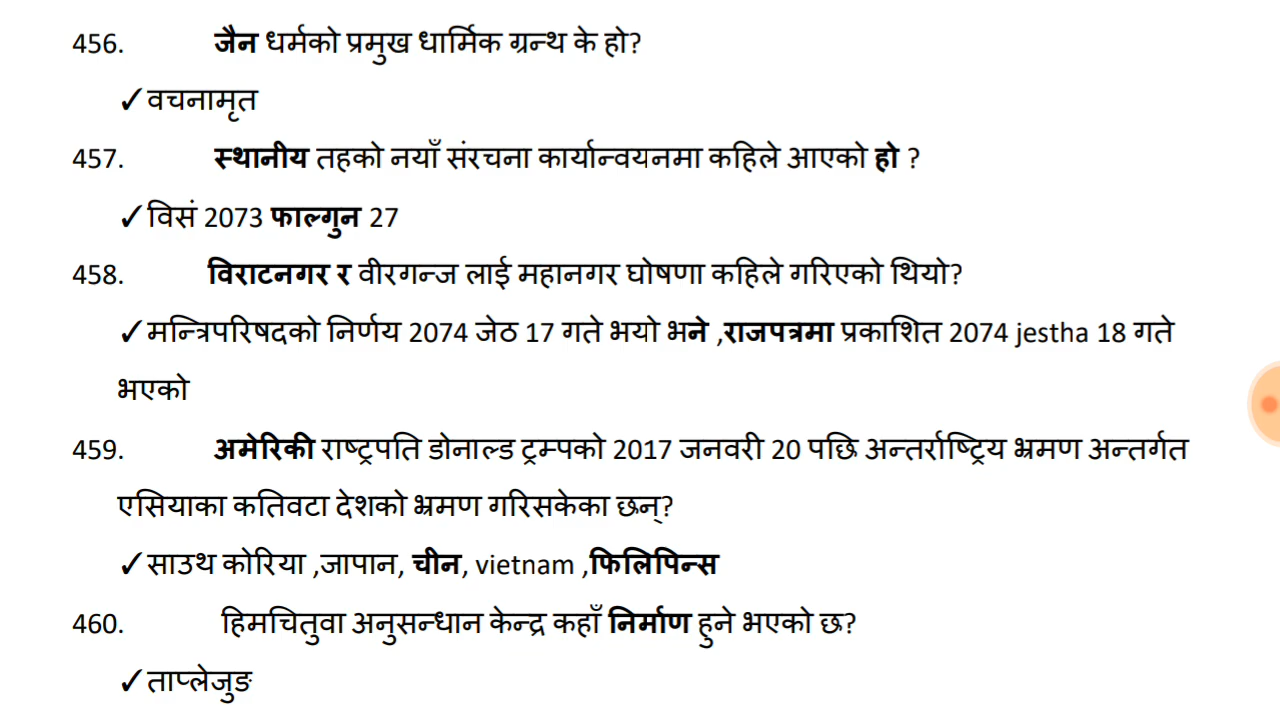 456. जैन धर्मको प्रमुख धार्मिक ग्रन्थ के हो?
✓वचनामृत
457. स्थानीय तहको नयाँ संरचना कार्यान्वयनमा कहिले आएको हो ?
✓विसं 2073 फाल्गुन 27
458. विराटनगर र वीरगन्ज लाई महानगर घोषणा कहिले गरिएको थियो?
✓मन्त्रिपरिषदको निर्णय 2074 जेठ 17 गते भयो भने ,राजपत्रमा प्रकाशित 2074 jestha 18 गते
भएको
459. अमेरिकी राष्ट्रपति डोनाल्ड ट्रम्पको 2017 जनवरी 20 पछि अन्तर्राष्ट्रिय भ्रमण अन्तर्गत
एसियाका कतिवटा देशको भ्रमण गरिसकेका छन्?
✓साउथ कोरिया ,जापान, चीन, vietnam ,फिलिपिन्स
460. हिमचितुवा अनुसन्धान केन्द्र कहाँ निर्माण हुने भएको छ?
✓ताप्लेजुङ